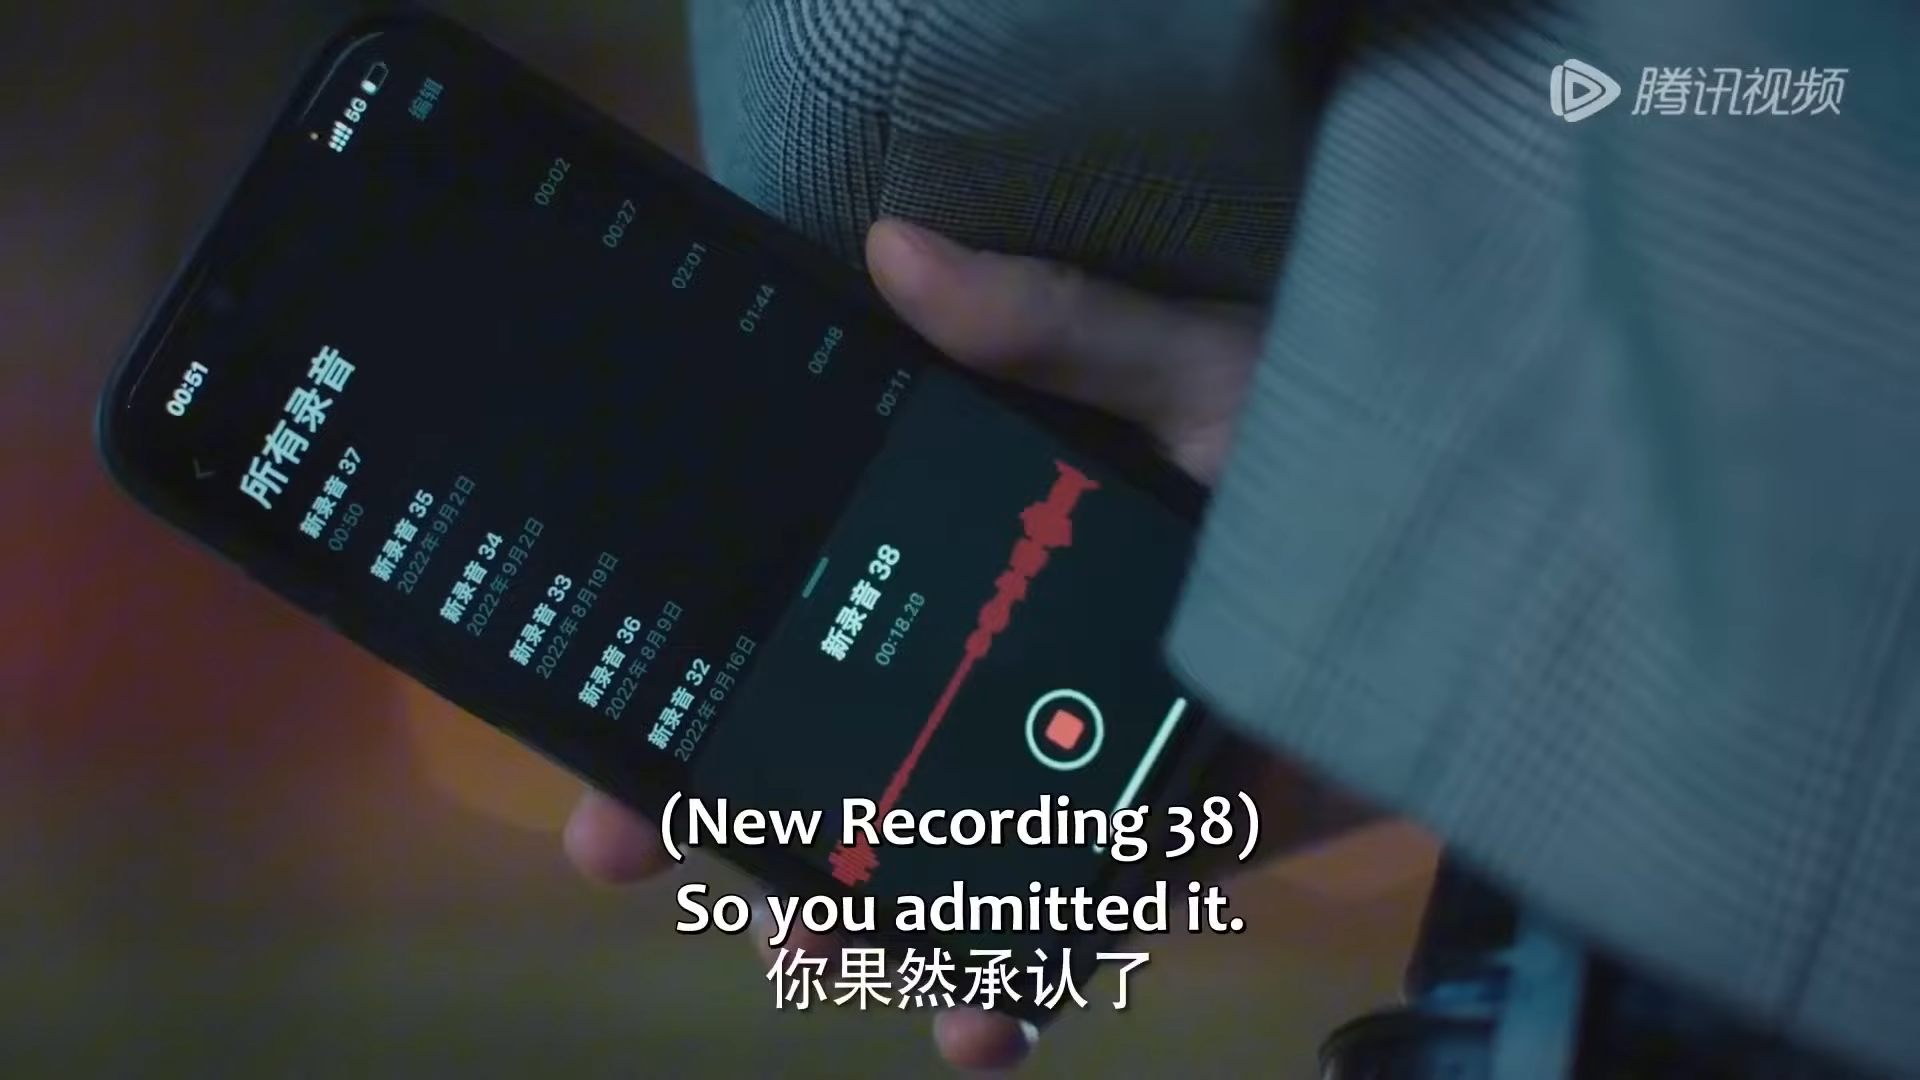 腾讯视频
00:51
5G
编辑
所有录音
新录音 37
00:50
00:02
新录音 35
2022年9月2日
00:27
新录音 34
2022年9月2日
02:01
新录音 33
2022年8月19日
01:44
新录音 36
2022年8月9日
00:48
新录音 32
2022年6月16日
00:11
新录音 38
00:18.20
(New Recording 38)
So you admitted it.
你果然承认了